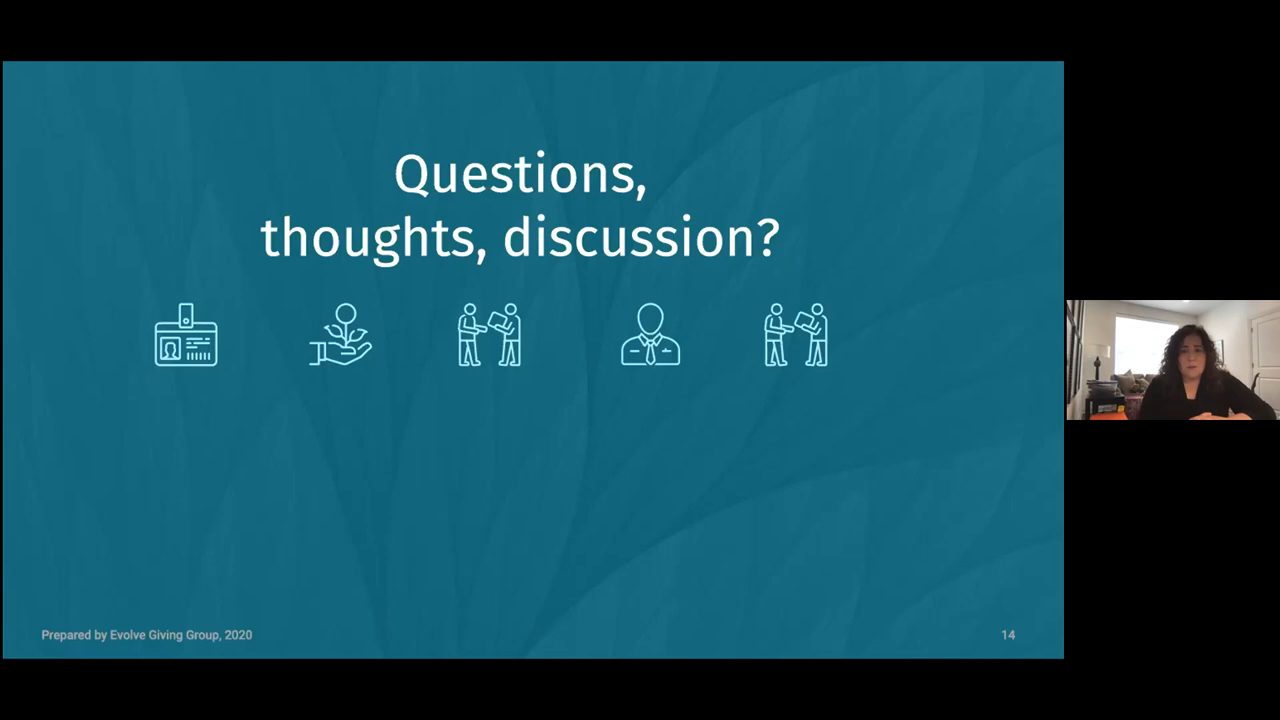 Questions,
thoughts, discussion?
Prepared by Evolve Giving Group, 2020
14